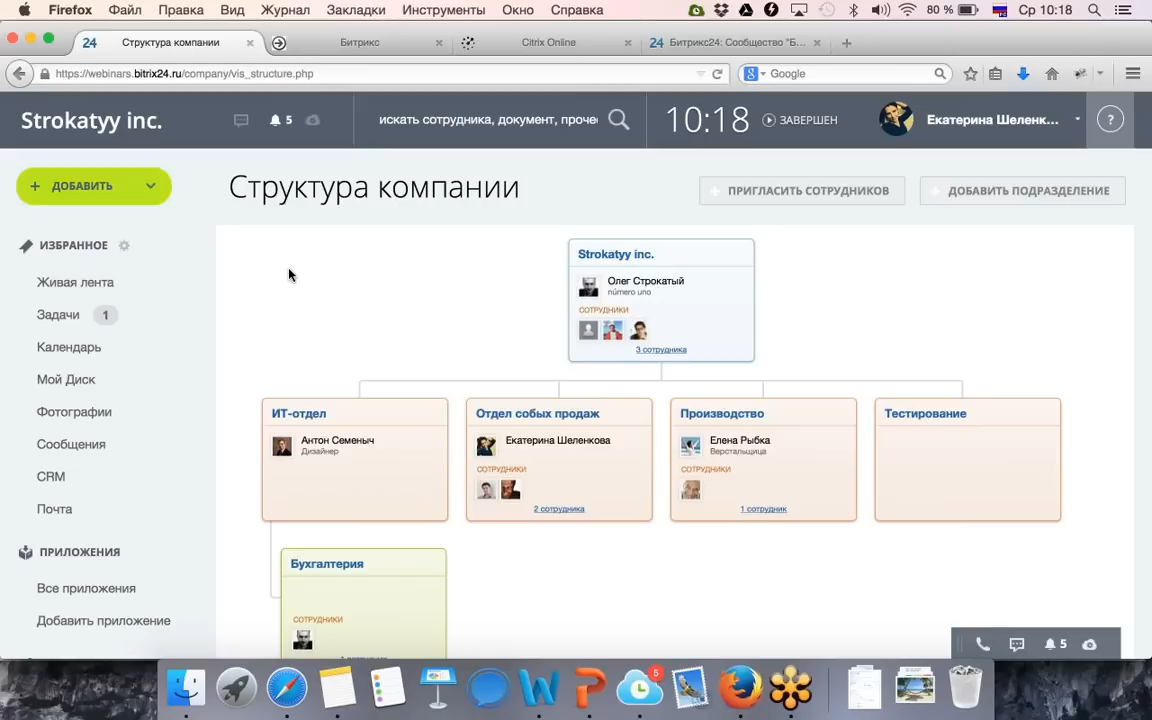 Firefox Файл Правка Вид Журнал Закладки Инструменты Окно Справка 80 % Ср 10:18
24 Структура компании × Битрикс × Citrix Online × 24 Битрикс24: Сообщество "Б... × +
https://webinars.bitrix24.ru/company/vis_structure.php Google
Strokatyy inc. 5 искать сотрудника, документ, проче 10:18 ЗАВЕРШЕН Екатерина Шеленк... ?
+ ДОБАВИТЬ
Структура компании
+ ПРИГЛАСИТЬ СОТРУДНИКОВ
+ ДОБАВИТЬ ПОДРАЗДЕЛЕНИЕ
ИЗБРАННОЕ
Живая лента
Задачи 1
Календарь
Мой Диск
Фотографии
Сообщения
CRM
Почта
ПРИЛОЖЕНИЯ
Все приложения
Добавить приложение
Strokatyy inc.
Олег Строкатый
número uno
СОТРУДНИКИ
3 сотрудника
ИТ-отдел
Антон Семеныч
Дизайнер
Отдел собых продаж
Екатерина Шеленкова
СОТРУДНИКИ
2 сотрудника
Производство
Елена Рыбка
Верстальщица
СОТРУДНИКИ
1 сотрудник
Тестирование
Бухгалтерия
СОТРУДНИКИ
5
5